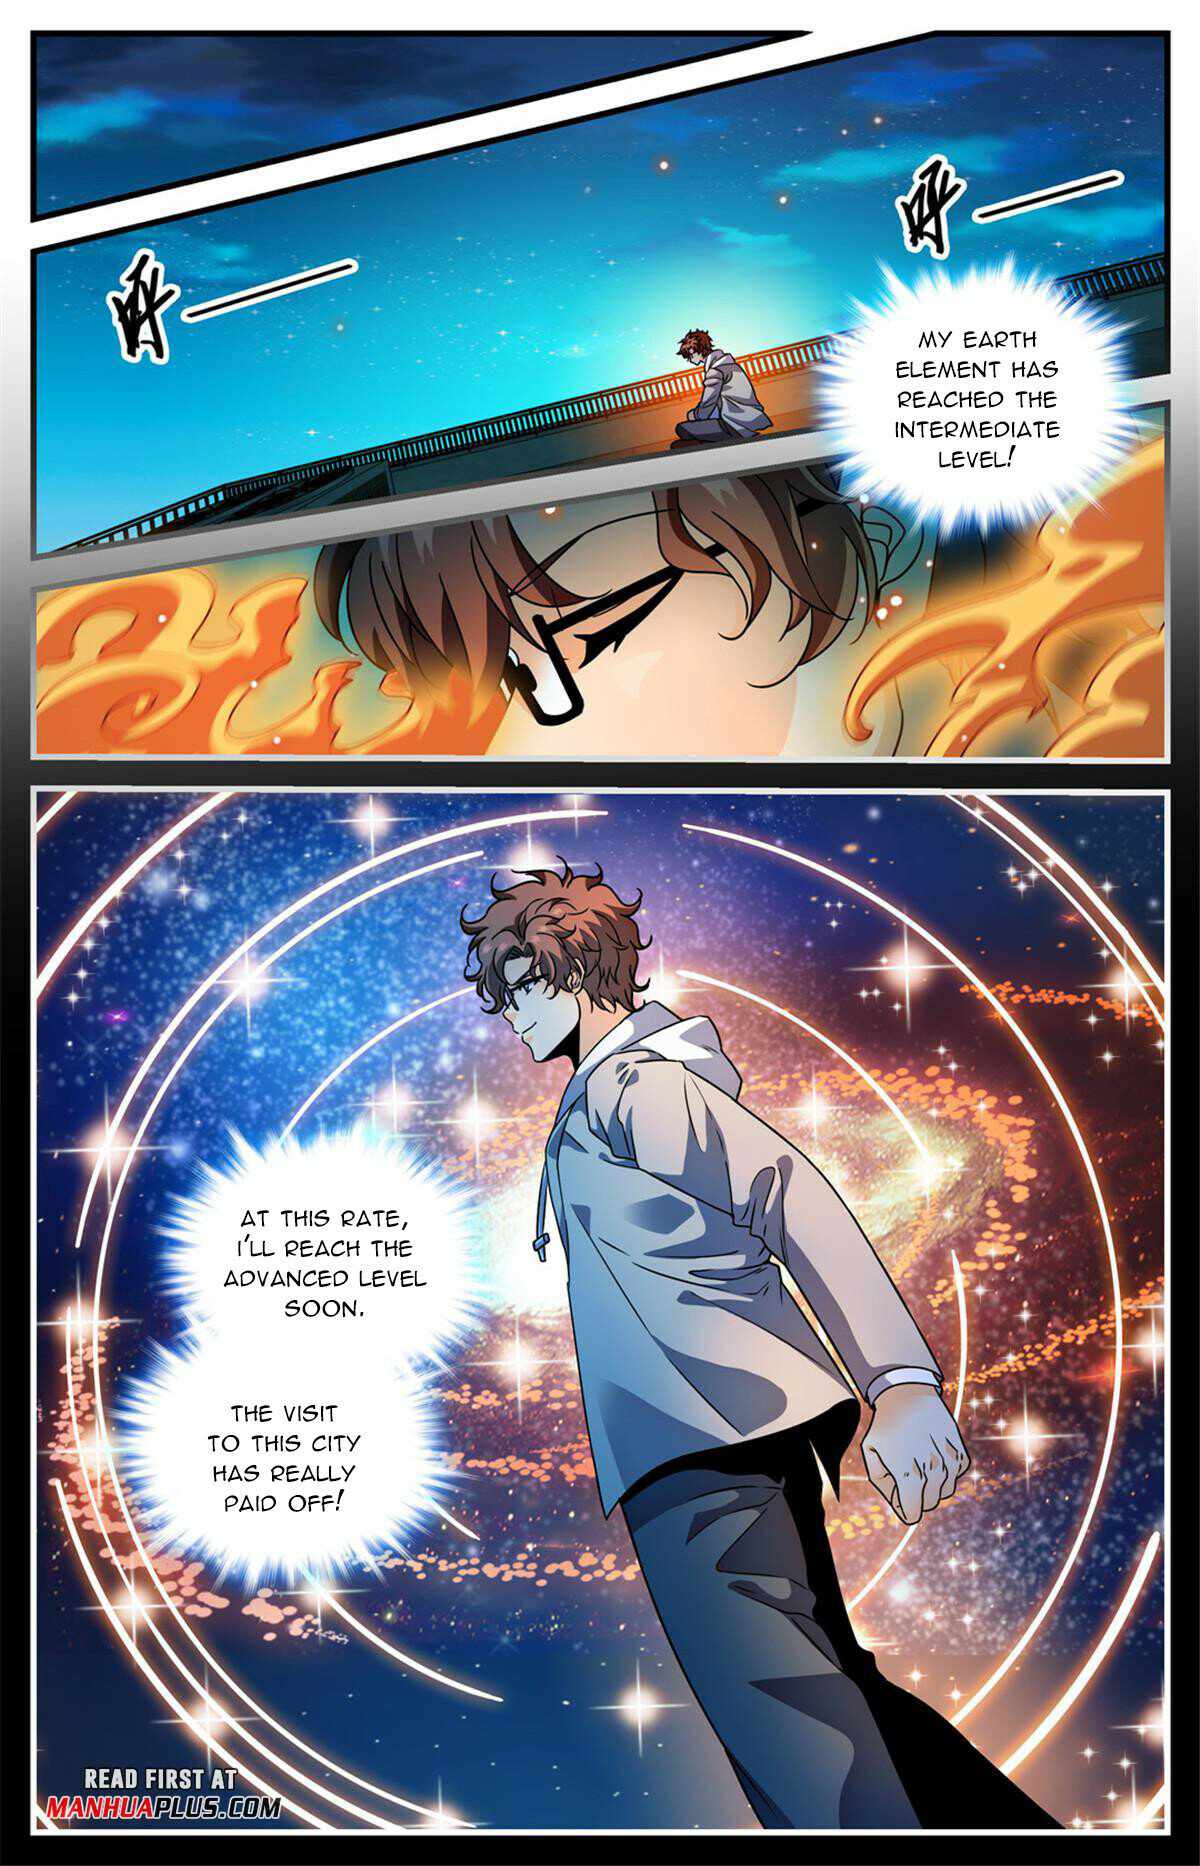 呼——
呼——
MY EARTH
ELEMENT HAS
REACHED THE
INTERMEDIATE
LEVEL!
AT THIS RATE,
I'LL REACH THE
ADVANCED LEVEL
SOON.
THE VISIT
TO THIS CITY
HAS REALLY
PAID OFF!
READ FIRST AT
MANHUAPLUS.COM